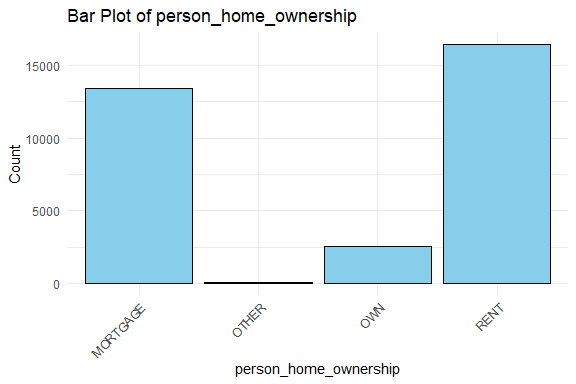 Bar Plot of person_home_ownership
Count
15000
10000
5000
0
MORTGAGE
OTHER
OWN
RENT
person_home_ownership